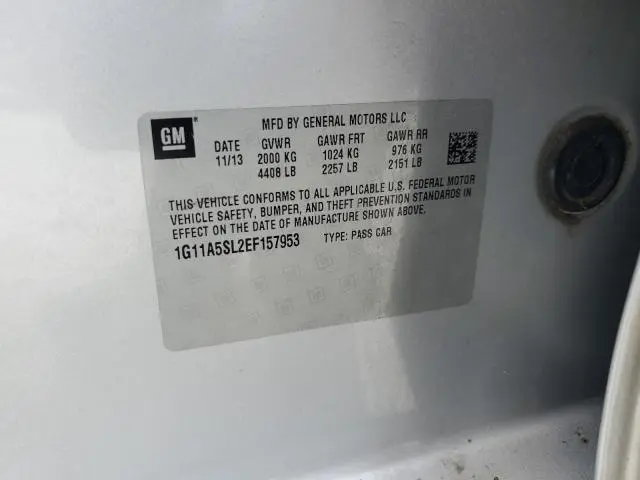 GM
MFD BY GENERAL MOTORS LLC
DATE GVWR GAWR FRT GAWR RR
11/13 2000 KG 1024 KG 976 KG
4408 LB 2257 LB 2151 LB
THIS VEHICLE CONFORMS TO ALL APPLICABLE U.S. FEDERAL MOTOR
VEHICLE SAFETY, BUMPER, AND THEFT PREVENTION STANDARDS IN
EFFECT ON THE DATE OF MANUFACTURE SHOWN ABOVE.
1G11A5SL2EF157953 TYPE: PASS CAR